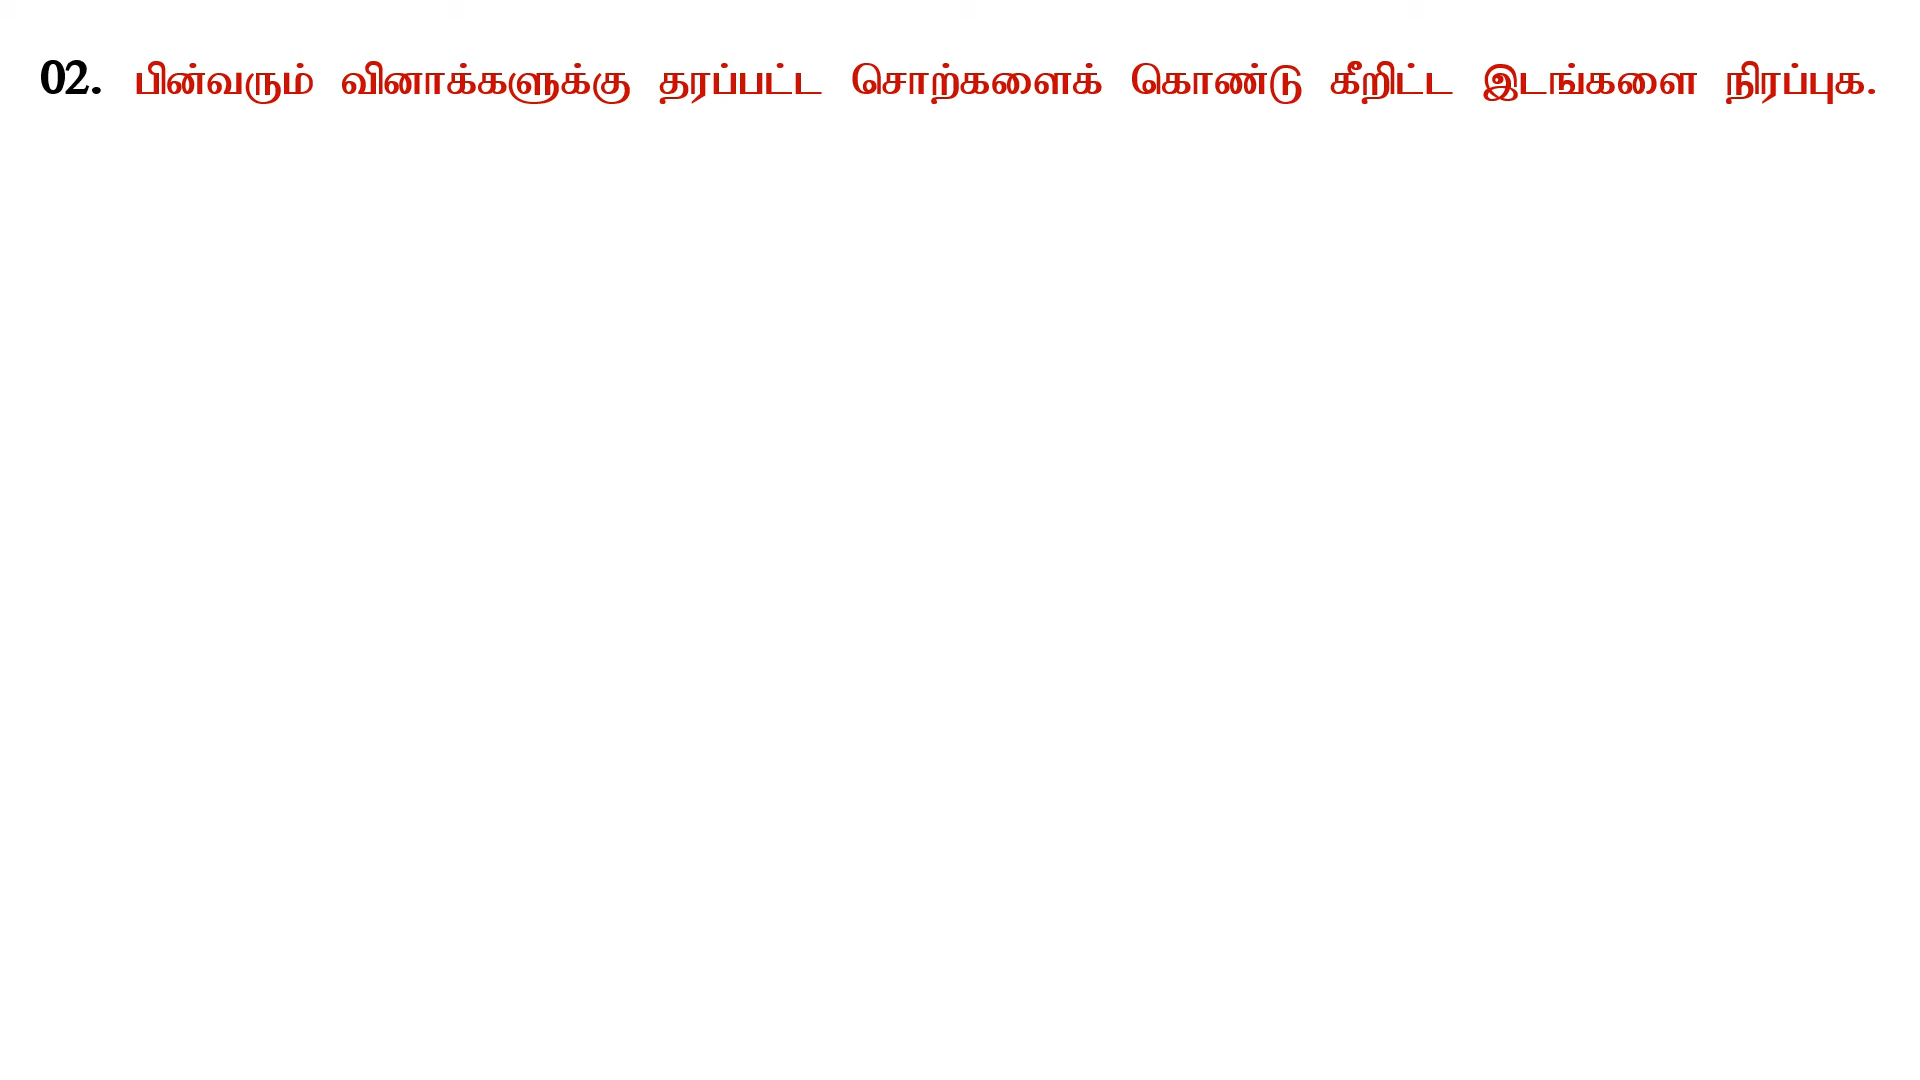 02. பின்வரும் வினாக்களுக்கு தரப்பட்ட சொற்களைக் கொண்டு கீறிட்ட இடங்களை நிரப்புக.